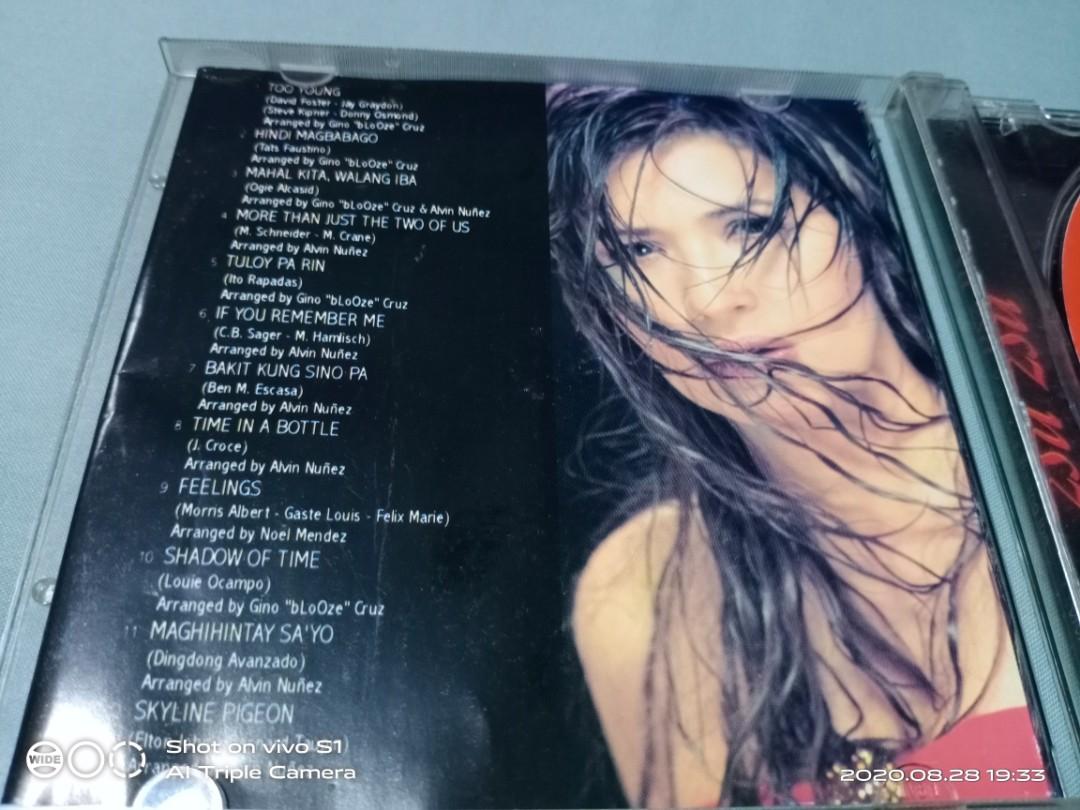 TOO YOUNG
(David Foster - Jay Graydon)
(Steve Kipner - Donny Osmond)
Arranged by Gino "bLoOze" Cruz
2 HINDI MAGBABAGO
(Tats Faustino)
Arranged by Gino "bLoOze" Cruz
3 MAHAL KITA, WALANG IBA
(Ogie Alcasid)
Arranged by Gino "bLoOze" Cruz & Alvin Nuñez
4 MORE THAN JUST THE TWO OF US
(M. Schneider - M. Crane)
Arranged by Alvin Nuñez
5 TULOY PA RIN
(Ito Rapadas)
Arranged by Gino "bLoOze" Cruz
6 IF YOU REMEMBER ME
(C.B. Sager - M. Hamlisch)
Arranged by Alvin Nuñez
7 BAKIT KUNG SINO PA
(Ben M. Escasa)
Arranged by Alvin Nuñez
8 TIME IN A BOTTLE
(J. Croce)
Arranged by Alvin Nuñez
9 FEELINGS
(Morris Albert - Gaste Louis - Felix Marie)
Arranged by Noel Mendez
10 SHADOW OF TIME
(Louie Ocampo)
Arranged by Gino "bLoOze" Cruz
11 MAGHIHINTAY SA'YO
(Dingdong Avanzado)
Arranged by Alvin Nuñez
SKYLINE PIGEON
(Elton
WIDE
Shot on vivo S1
AI Triple Camera
2020.08.28 19:33